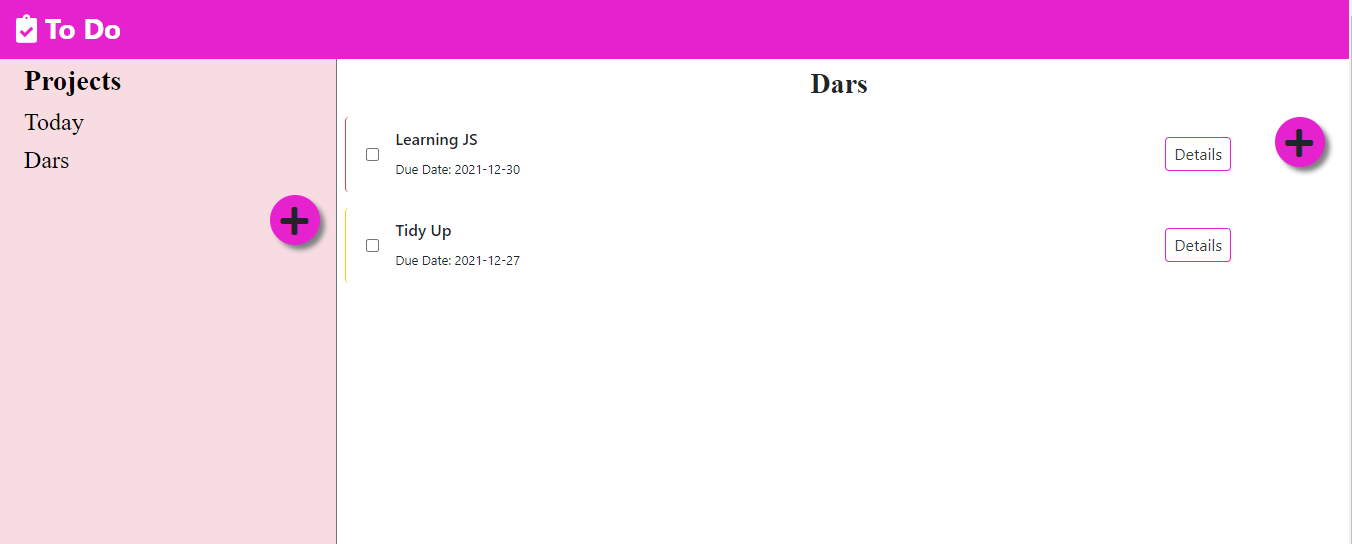 To Do
Projects
Today
Dars
Dars
Learning JS
Due Date: 2021-12-30
Details
Tidy Up
Due Date: 2021-12-27
Details